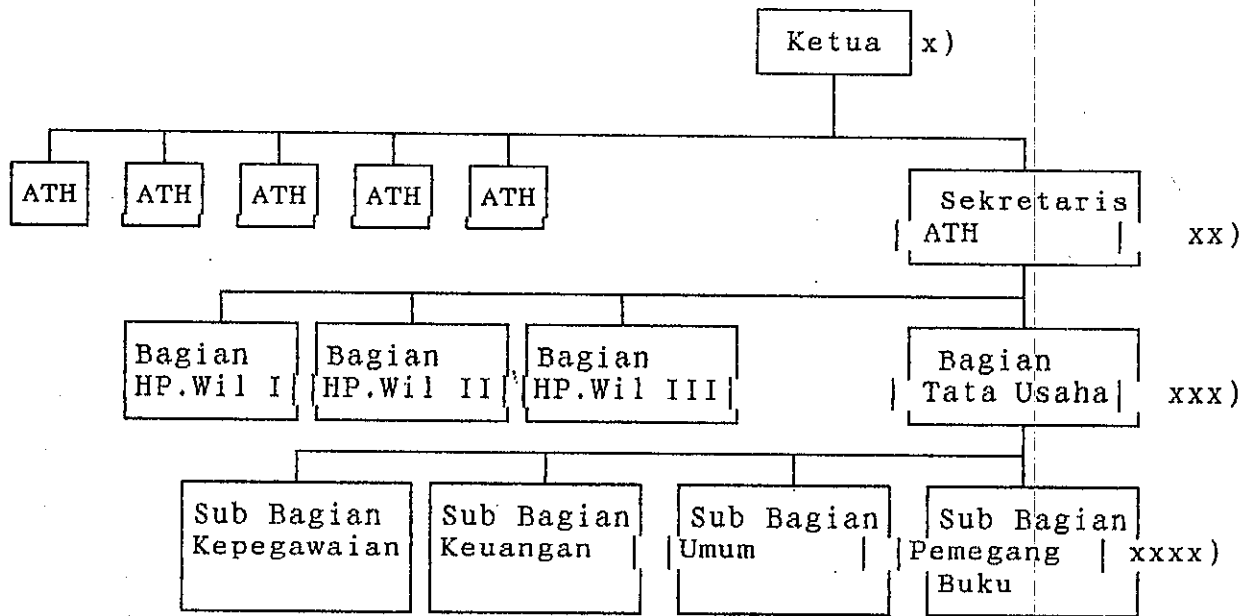 Ketua x)
ATH ATH ATH ATH ATH
Sekretaris
ATH xx)
Bagian
HP.Wil I
Bagian
HP.Wil II
Bagian
HP.Wil III
Bagian
Tata Usaha xxx)
Sub Bagian
Kepegawaian
Sub Bagian
Keuangan
Sub Bagian
Umum
Sub Bagian
Pemegang xxxx)
Buku